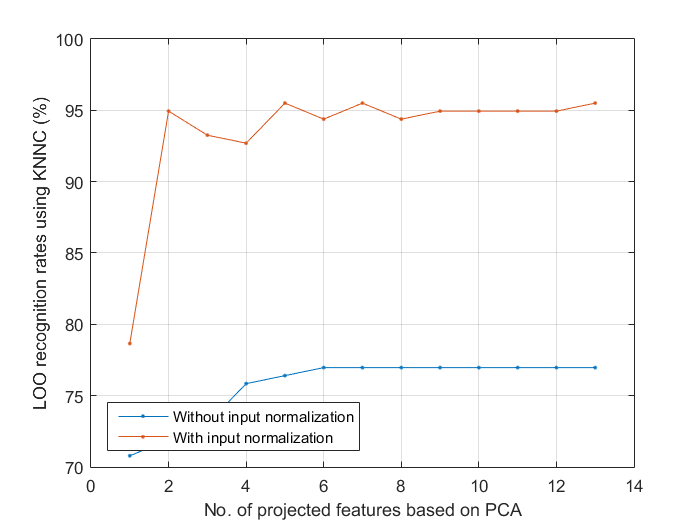 100
95
90
85
80
75
70
0 2 4 6 8 10 12 14
LOO recognition rates using KNNC (%)
No. of projected features based on PCA
Without input normalization
With input normalization